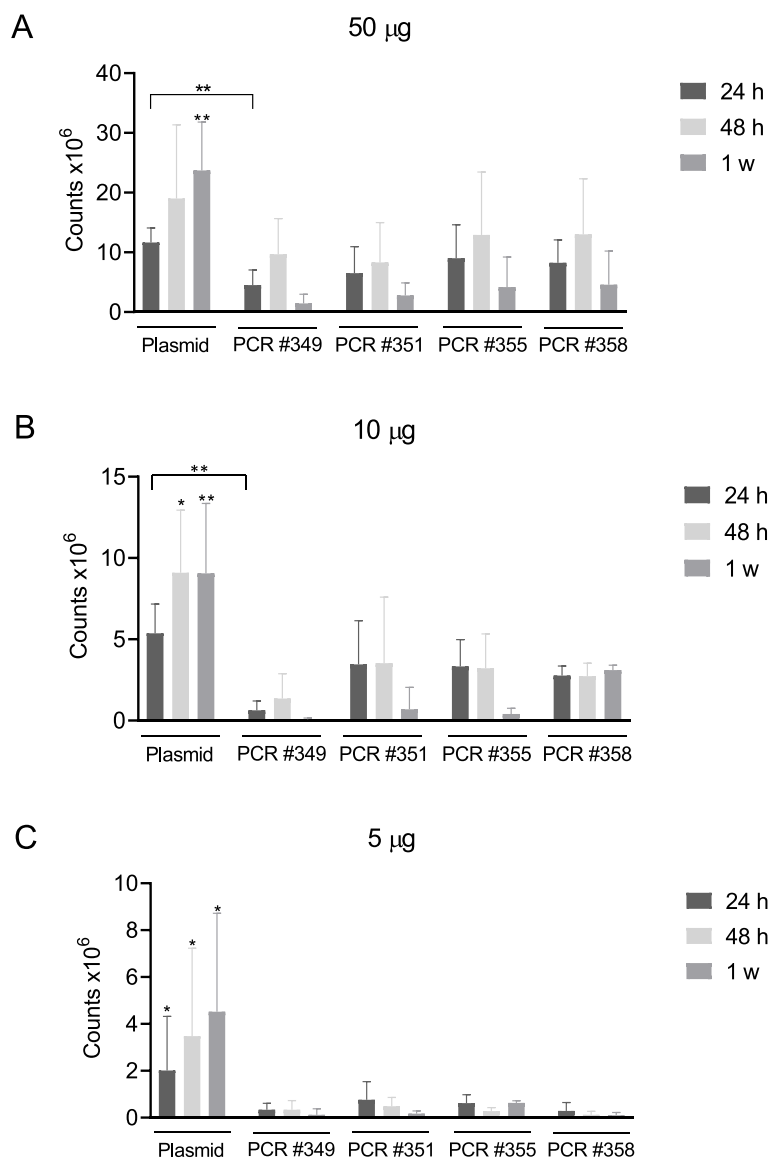 A
50 μg
40
30
20
10
0
Counts x10⁶
**
**
24 h
48 h
1 w
Plasmid PCR #349 PCR #351 PCR #355 PCR #358
B
10 μg
15
10
5
0
Counts x10⁶
**
* **
24 h
48 h
1 w
Plasmid PCR #349 PCR #351 PCR #355 PCR #358
C
5 μg
10
8
6
4
2
0
Counts x10⁶
* * *
24 h
48 h
1 w
Plasmid PCR #349 PCR #351 PCR #355 PCR #358